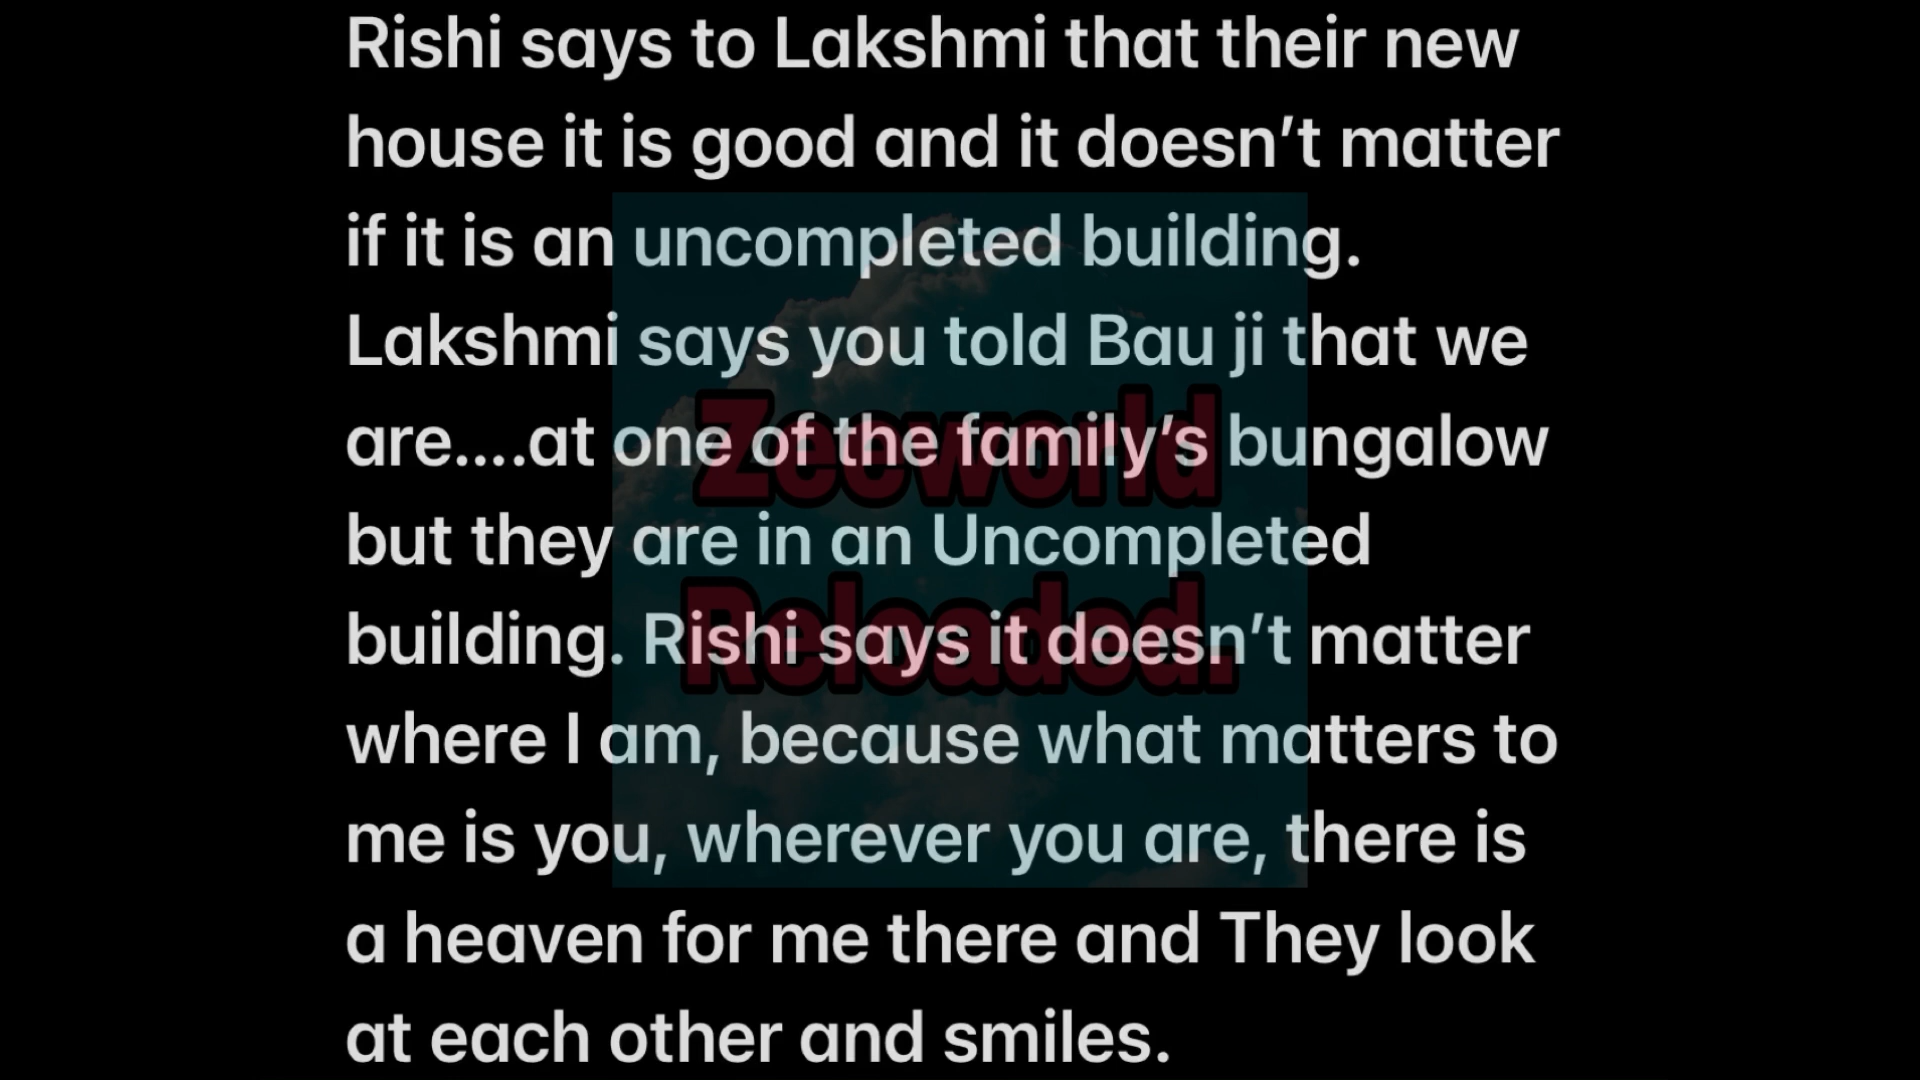 Rishi says to Lakshmi that their new
house it is good and it doesn’t matter
if it is an uncompleted building.
Lakshmi says you told Bau ji that we
are....at one of the family’s bungalow
but they are in an Uncompleted
building. Rishi says it doesn’t matter
where I am, because what matters to
me is you, wherever you are, there is
a heaven for me there and They look
at each other and smiles.
Zeeworld
Reloaded.